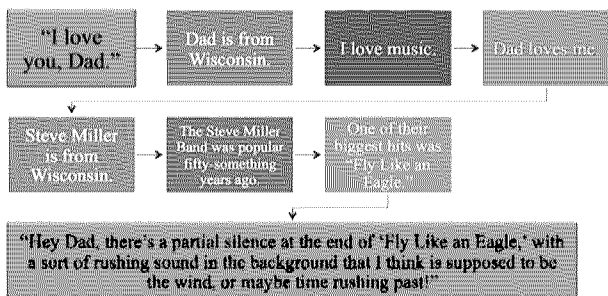 "I love
you, Dad."
Dad is from
Wisconsin.
I love music.
Dad loves me.
Steve Miller
is from
Wisconsin.
The Steve Miller
Band was popular
fifty-something
years ago.
One of their
biggest hits was
"Fly Like an
Eagle."
"Hey Dad, there's a partial silence at the end of 'Fly Like an Eagle,' with
a sort of rushing sound in the background that I think is supposed to be
the wind, or maybe time rushing past!"